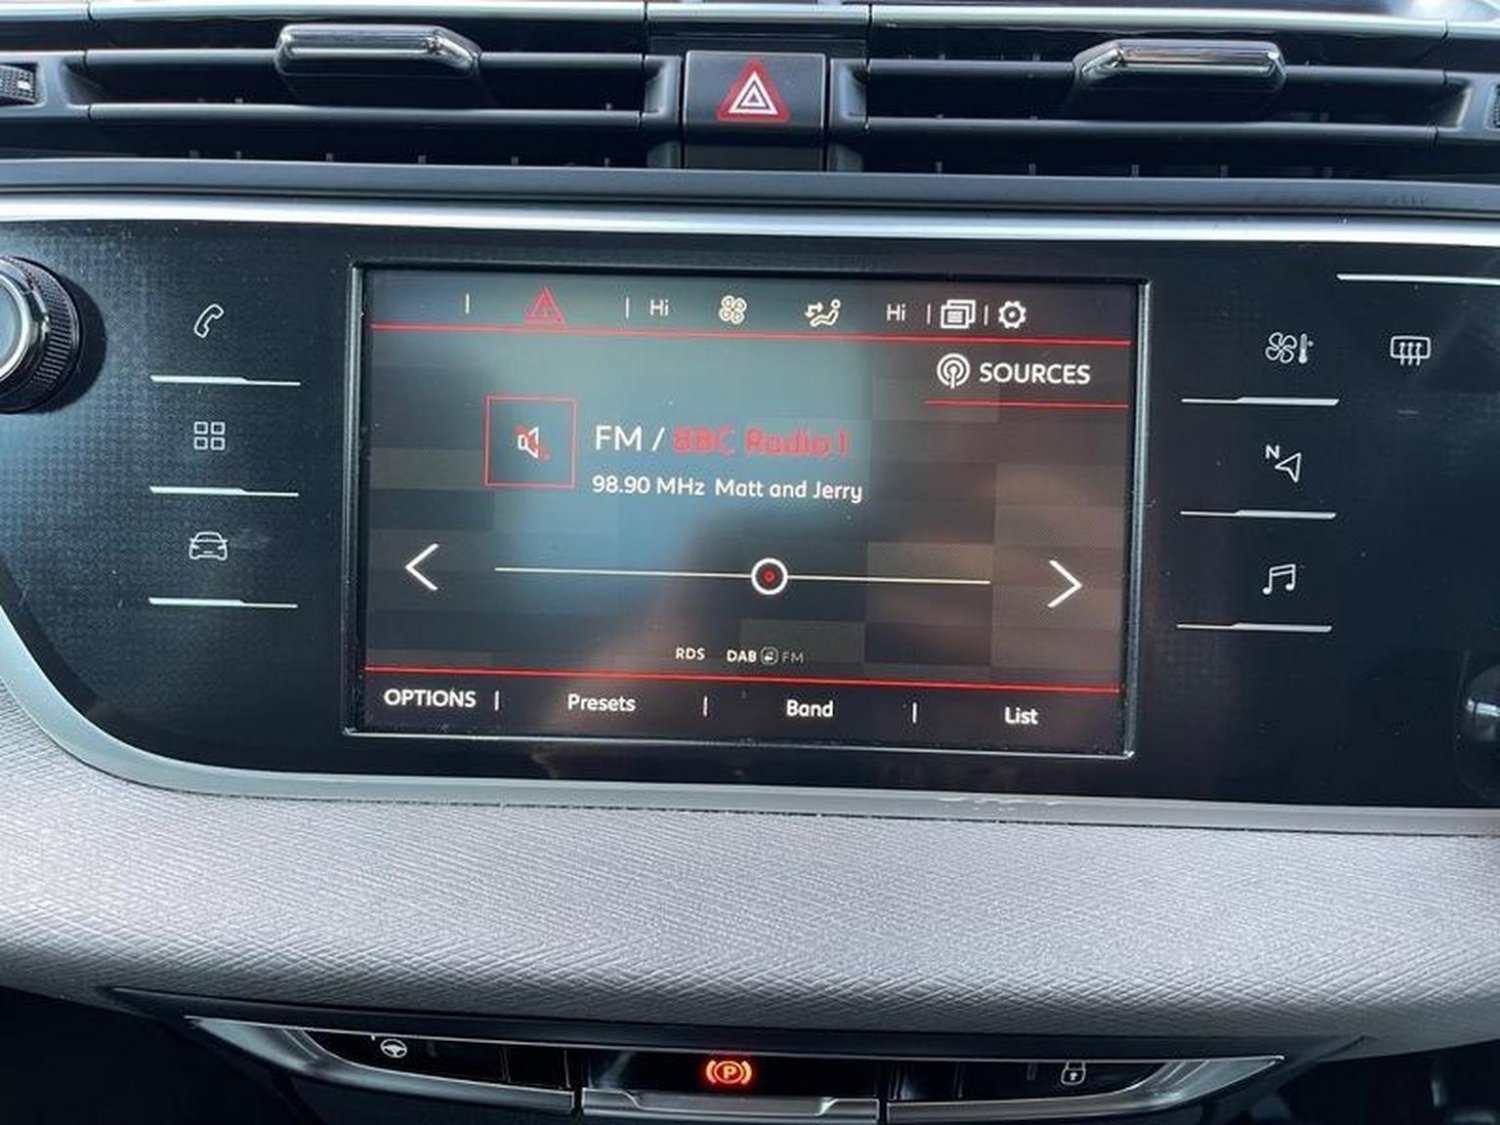 Hi Hi
SOURCES
FM / BBC Radio 1
98.90 MHz Matt and Jerry
RDS DAB FM
OPTIONS Presets Band List
N
P